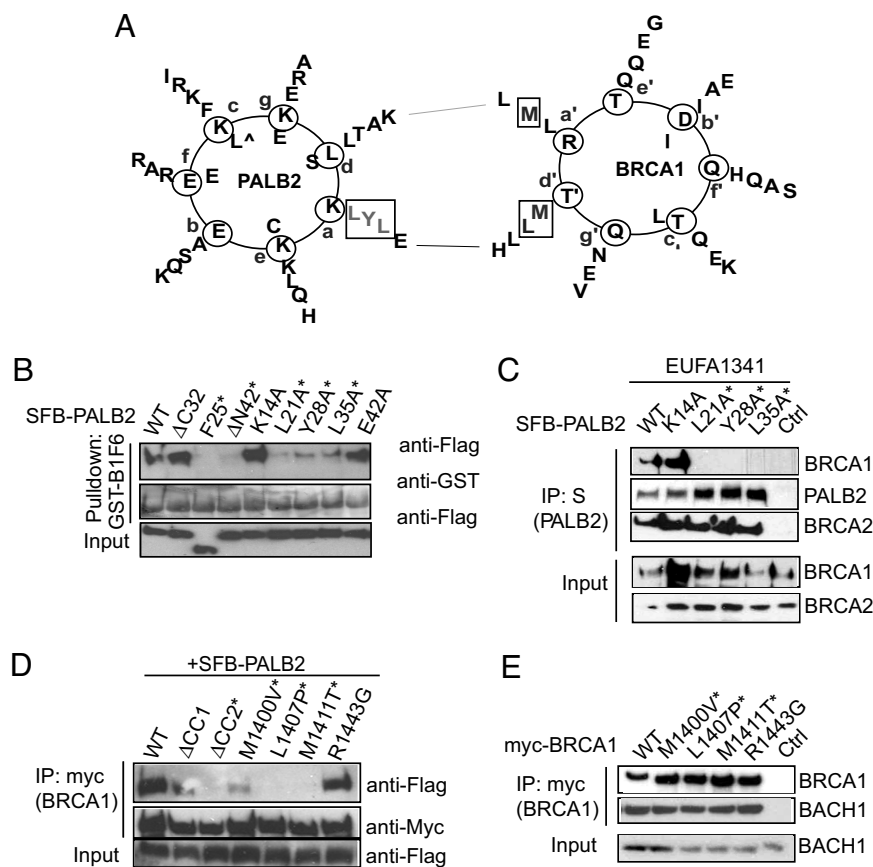 A
I R K F K L^ c
g K E E R A
R A R E E f
L S d L T A K
PALB2
K Q S A E b
C K e K L Q H
K a L Y L E
L M L R a'
T Q Q E G e'
D I I A E b'
BRCA1
Q H Q A S f'
T' d' M L L H
Q g' N E V
L T c, Q E K
B
SFB-PALB2
WT ΔC32 F25* ΔN42* K14A L21A* Y28A* L35A* E42A
Pulldown: GST-B1F6
anti-Flag
anti-GST
anti-Flag
Input
C
EUFA1341
SFB-PALB2
WT K14A L21A* Y28A* L35A* Ctrl
IP: S (PALB2)
BRCA1
PALB2
BRCA2
Input
BRCA1
BRCA2
D
+SFB-PALB2
WT ΔCC1 ΔCC2* M1400V* L1407P* M1411T* R1443G
IP: myc (BRCA1)
anti-Flag
anti-Myc
Input
anti-Flag
E
myc-BRCA1
WT M1400V* L1407P* M1411T* R1443G Ctrl
IP: myc (BRCA1)
BRCA1
BACH1
Input
BACH1